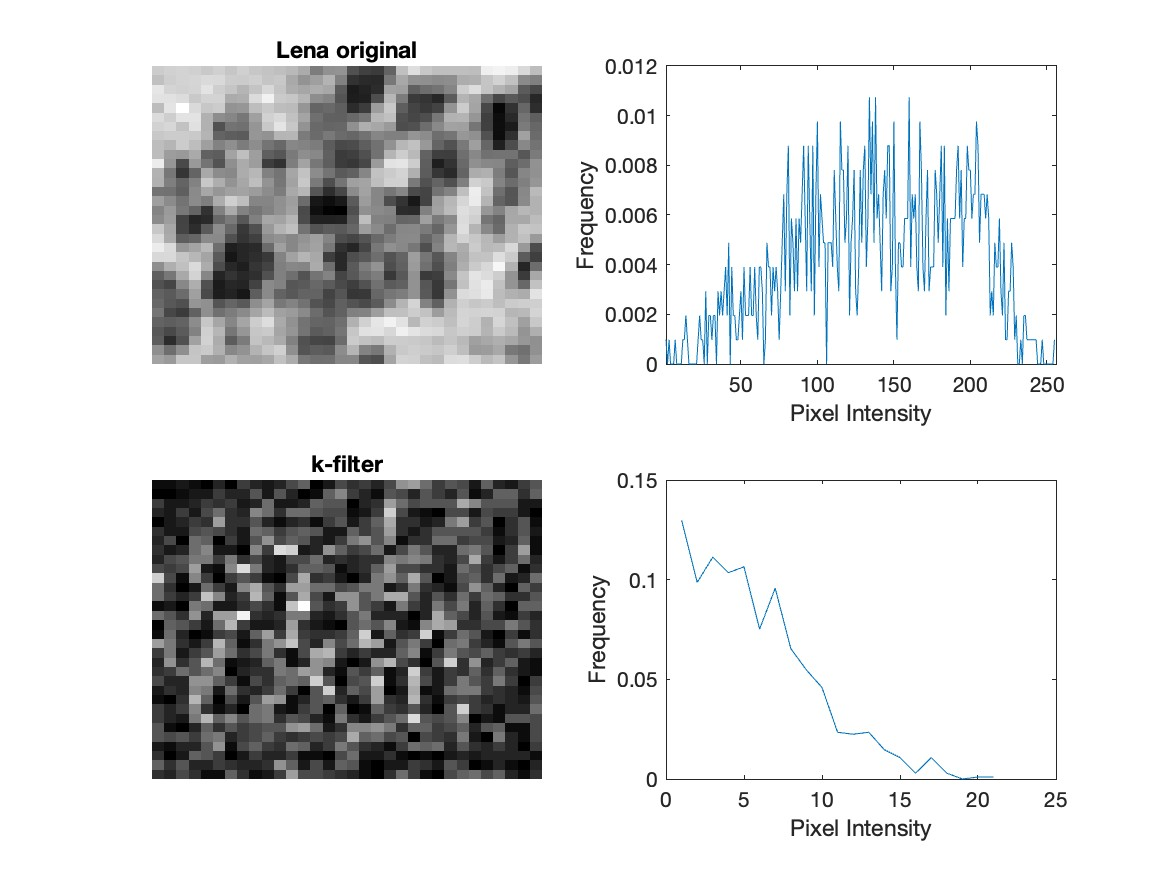 Lena original
0.012
0.01
0.008
0.006
0.004
0.002
0
Frequency
50 100 150 200 250
Pixel Intensity
k-filter
0.15
0.1
0.05
0
Frequency
0 5 10 15 20 25
Pixel Intensity